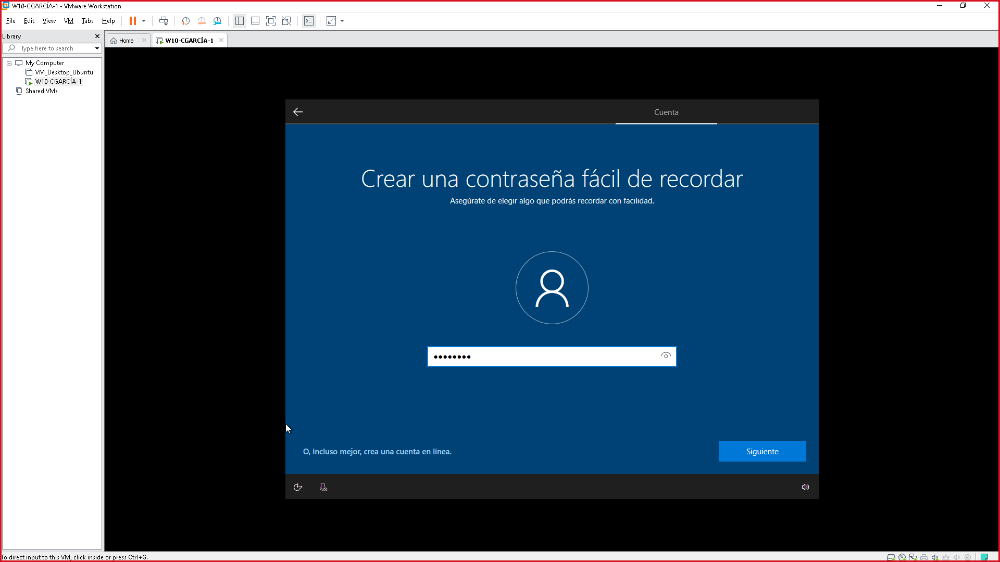 W10-CGARCÍA-1 - VMware Workstation
File Edit View VM Tabs Help
Library
Type here to search
My Computer
VM_Desktop_Ubuntu
W10-CGARCÍA-1
Shared VMs
Home
W10-CGARCÍA-1
Cuenta
Crear una contraseña fácil de recordar
Asegúrate de elegir algo que podrás recordar con facilidad.
••••••••
O, incluso mejor, crea una cuenta en línea.
Siguiente
To direct input to this VM, click inside or press Ctrl+G.